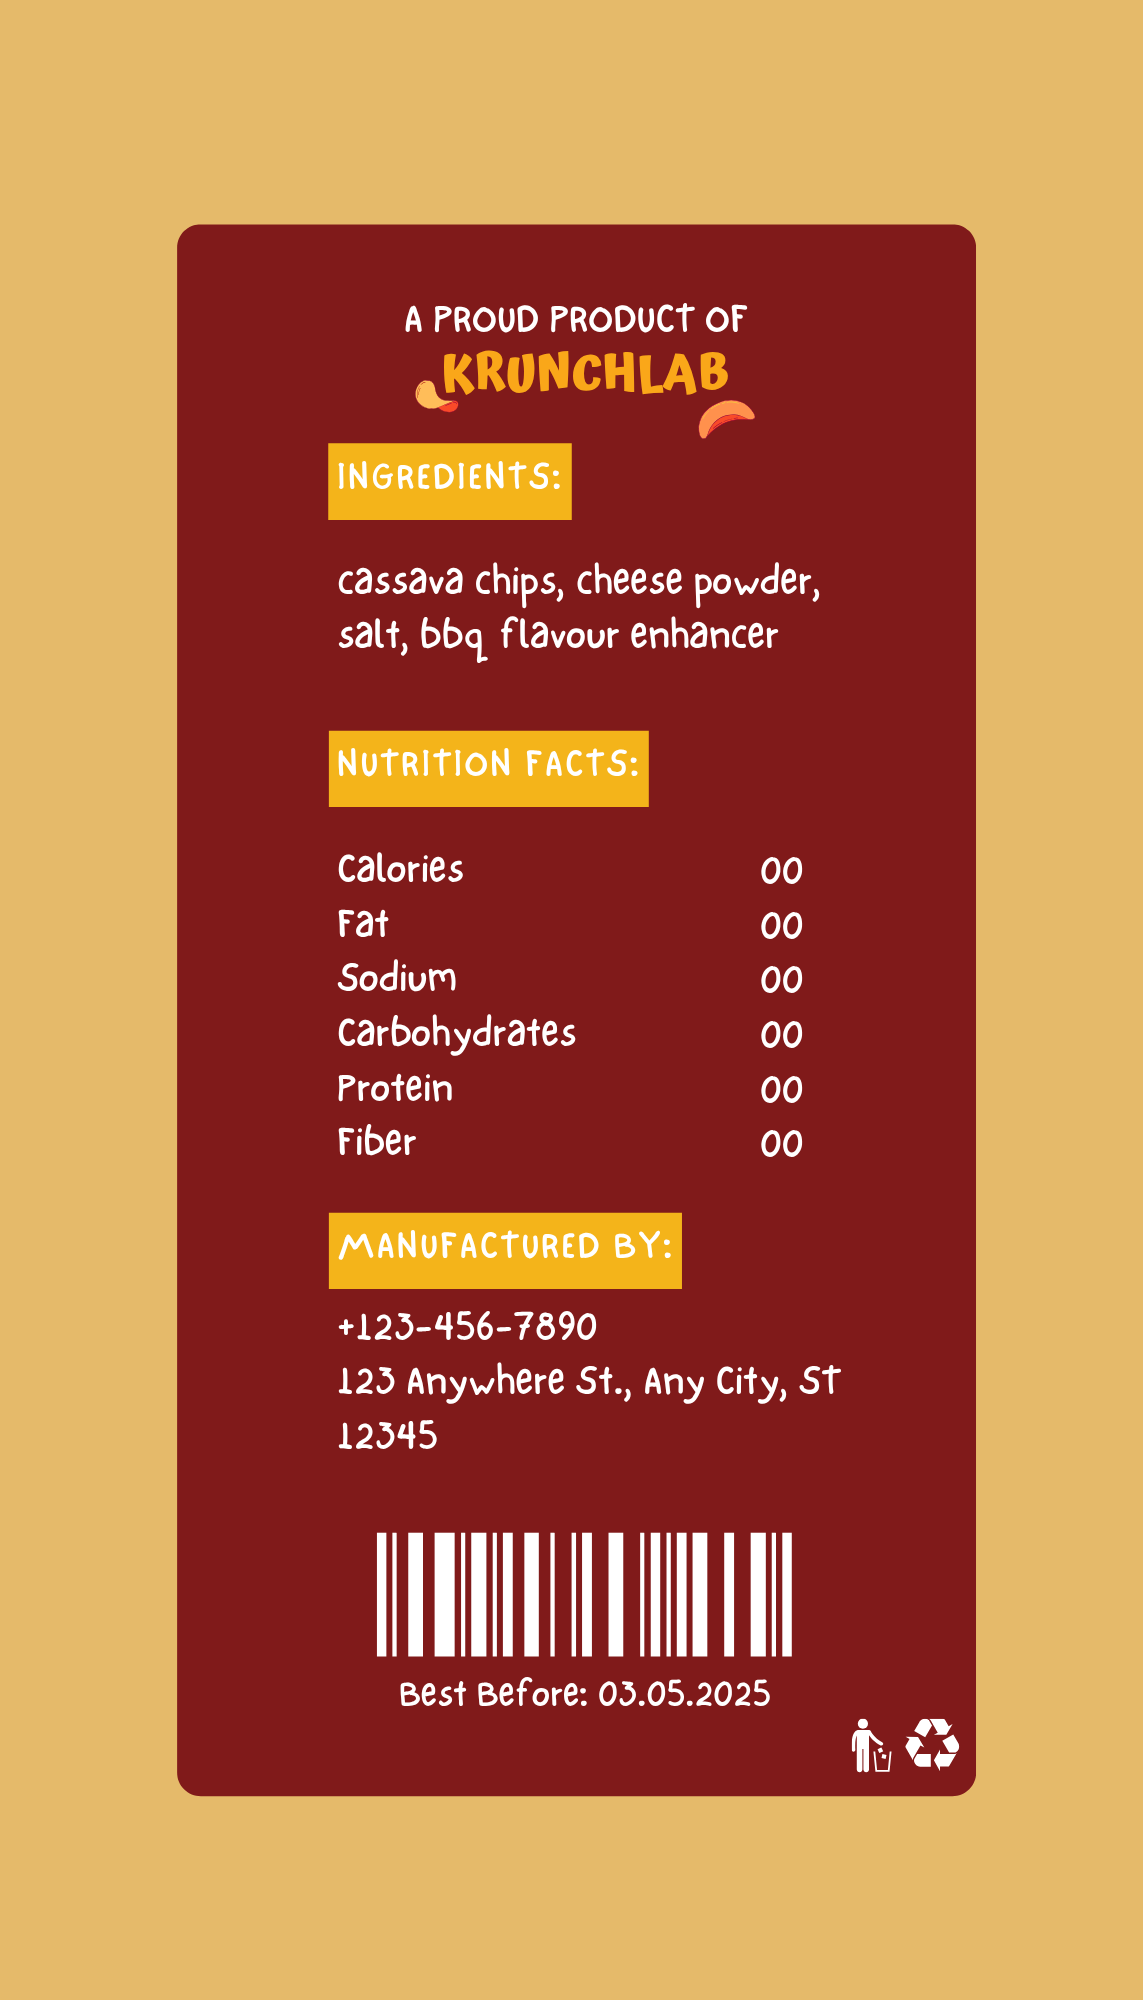 A PROUD PRODUCT OF
KRUNCHLAB
INGREDIENTS:
cassava chips, cheese powder,
salt, bbq flavour enhancer
NUTRITION FACTS:
Calories 00
Fat 00
Sodium 00
Carbohydrates 00
Protein 00
Fiber 00
MANUFACTURED BY:
+123-456-7890
123 Anywhere St., Any City, ST
12345
Best Before: 03.05.2025